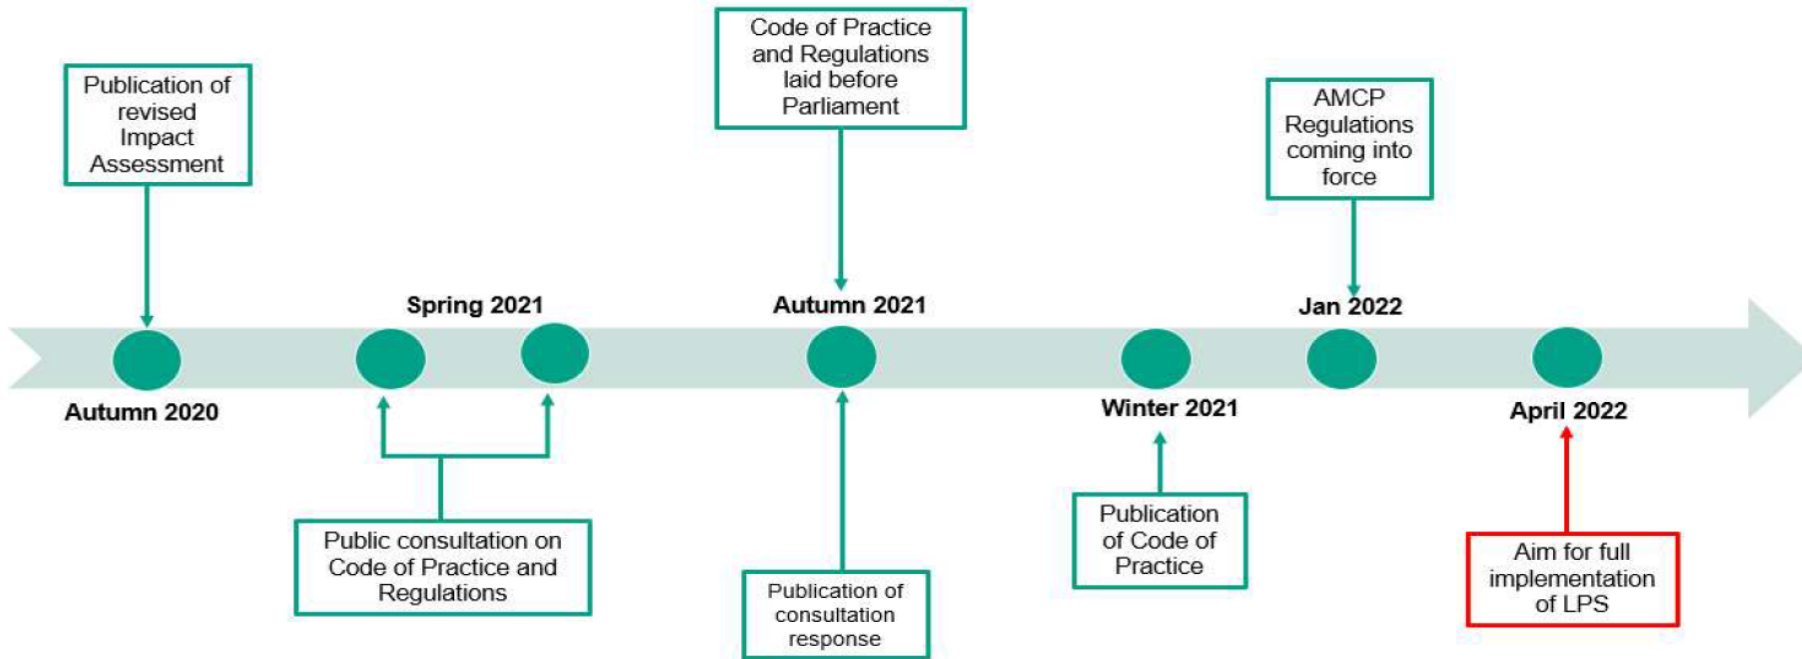 Publication of
revised
Impact
Assessment
Code of Practice
and Regulations
laid before
Parliament
AMCP
Regulations
coming into
force
Spring 2021
Autumn 2021
Jan 2022
Autumn 2020
Winter 2021
April 2022
Public consultation on
Code of Practice and
Regulations
Publication of
consultation
response
Publication
of Code of
Practice
Aim for full
implementation
of LPS